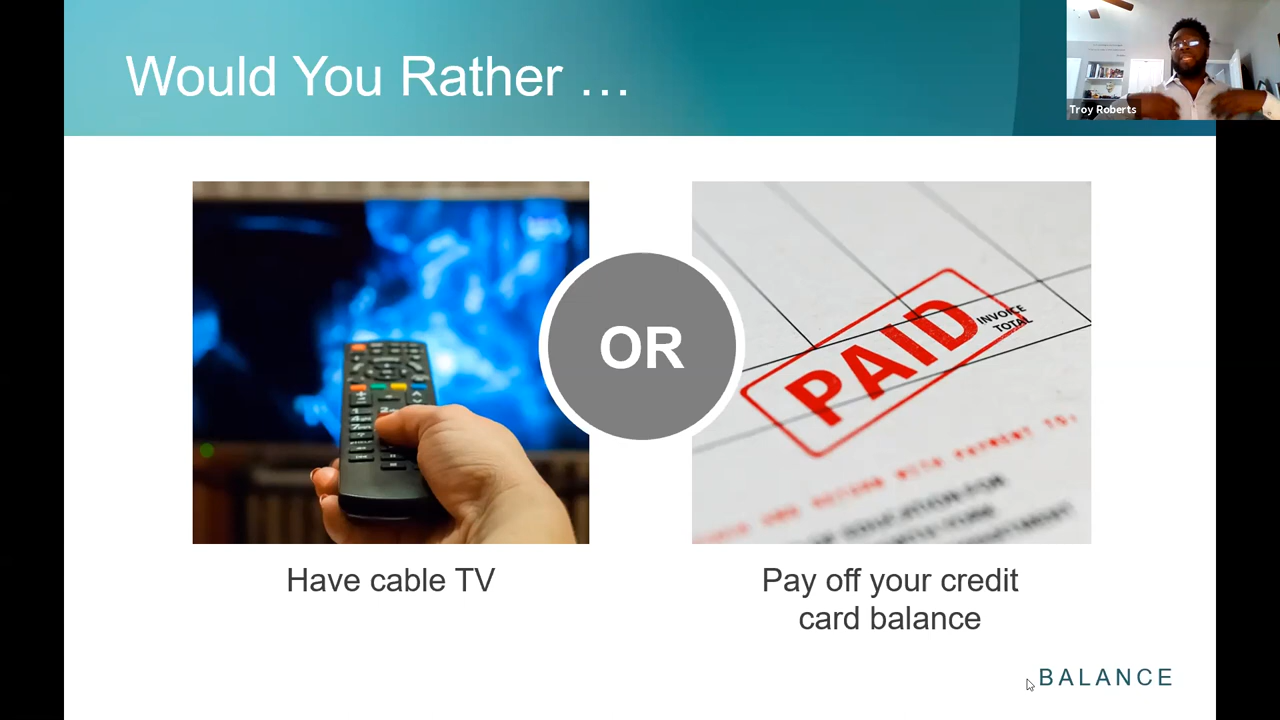 Would You Rather ...
Troy Roberts
OR
PAID
INVOICE
TOTAL
Have cable TV
Pay off your credit
card balance
BALANCE